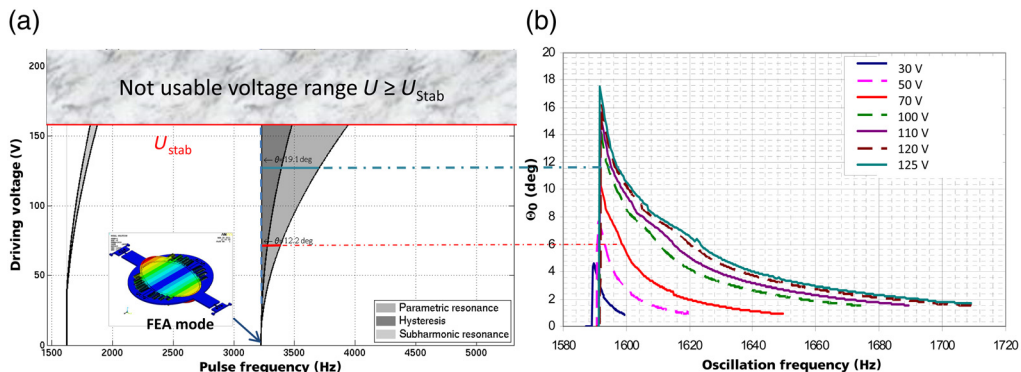 (a)
(b)
Not usable voltage range U ≥ U_Stab
U_stab
← θ=19.1 deg
← θ=12.2 deg
FEA mode
Parametric resonance
Hysteresis
Subharmonic resonance
Driving voltage (V)
200
150
100
50
0
1500 2000 2500 3000 3500 4000 4500 5000
Pulse frequency (Hz)
Θ0 (deg)
20
18
16
14
12
10
8
6
4
2
0
30 V
50 V
70 V
100 V
110 V
120 V
125 V
1580 1600 1620 1640 1660 1680 1700 1720
Oscillation frequency (Hz)